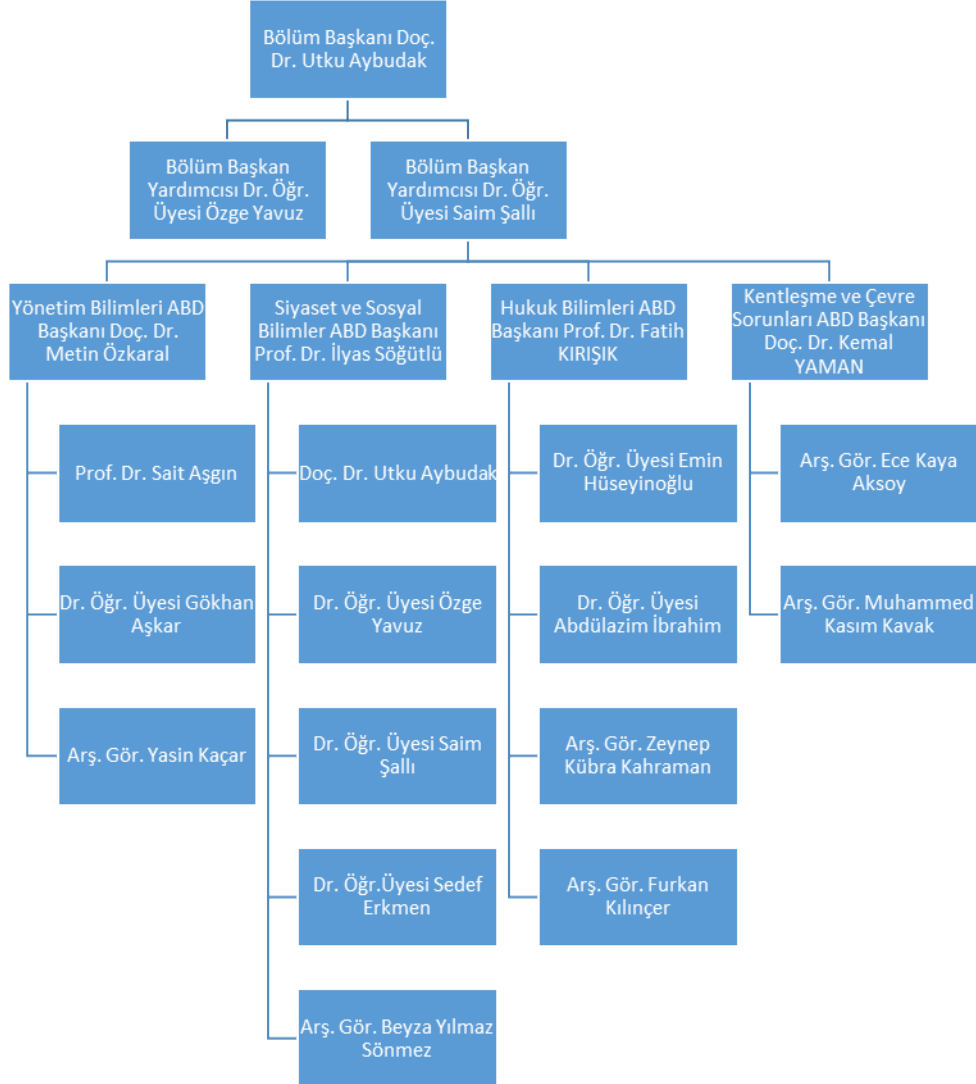 Bölüm Başkanı Doç.
Dr. Utku Aybudak
Bölüm Başkan
Yardımcısı Dr. Öğr.
Üyesi Özge Yavuz
Bölüm Başkan
Yardımcısı Dr. Öğr.
Üyesi Saim Şallı
Yönetim Bilimleri ABD
Başkanı Doç. Dr.
Metin Özkaral
Siyaset ve Sosyal
Bilimler ABD Başkanı
Prof. Dr. İlyas Söğütlü
Hukuk Bilimleri ABD
Başkanı Prof. Dr. Fatih
KIRIŞIK
Kentleşme ve Çevre
Sorunları ABD Başkanı
Doç. Dr. Kemal
YAMAN
Prof. Dr. Sait Aşgın
Dr. Öğr. Üyesi Gökhan
Aşkar
Arş. Gör. Yasin Kaçar
Doç. Dr. Utku Aybudak
Dr. Öğr. Üyesi Özge
Yavuz
Dr. Öğr. Üyesi Saim
Şallı
Dr. Öğr.Üyesi Sedef
Erkmen
Arş. Gör. Beyza Yılmaz
Sönmez
Dr. Öğr. Üyesi Emin
Hüseyinoğlu
Dr. Öğr. Üyesi
Abdülazim İbrahim
Arş. Gör. Zeynep
Kübra Kahraman
Arş. Gör. Furkan
Kılınçer
Arş. Gör. Ece Kaya
Aksoy
Arş. Gör. Muhammed
Kasım Kavak